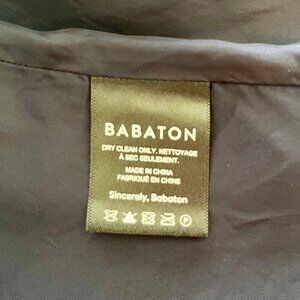 BABATON
DRY CLEAN ONLY. NETTOYAGE
À SEC SEULEMENT.
MADE IN CHINA
FABRIQUÉ EN CHINE
Sincerely, Babaton
P